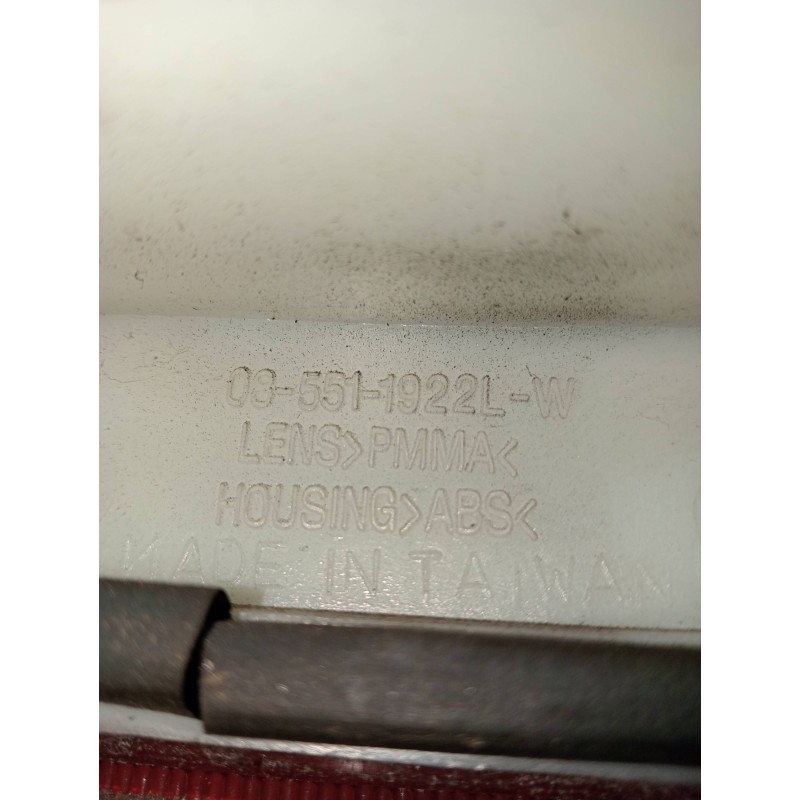 08-551-1922L-W
LENS>PMMA<
HOUSING>ABS<
MADE IN TAIWAN